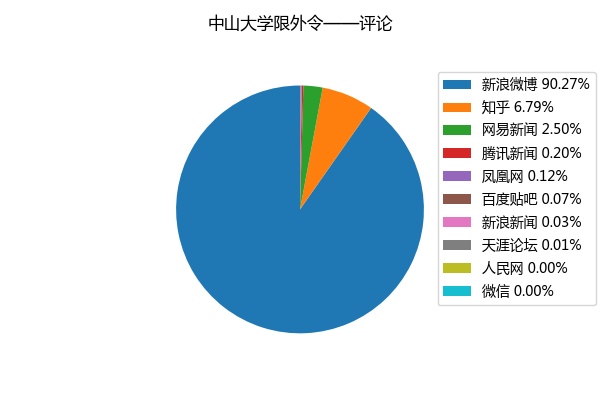 中山大学限外令——评论
新浪微博 90.27%
知乎 6.79%
网易新闻 2.50%
腾讯新闻 0.20%
凤凰网 0.12%
百度贴吧 0.07%
新浪新闻 0.03%
天涯论坛 0.01%
人民网 0.00%
微信 0.00%